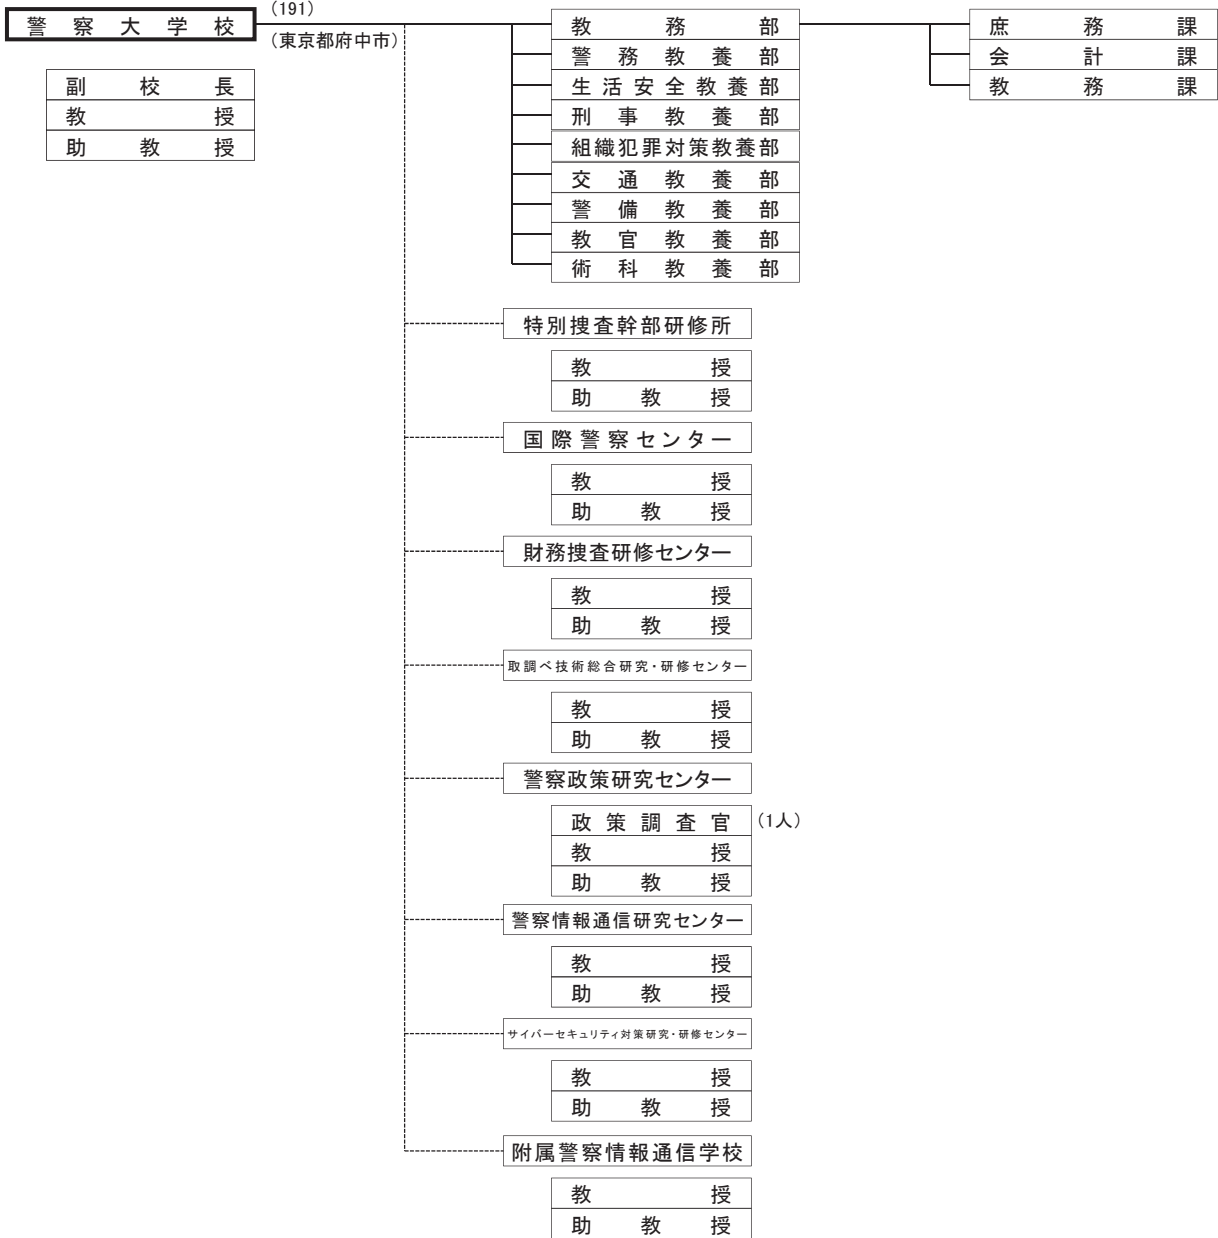 警察大学校
(191)
(東京都府中市)
副校長
教授
助教授
教務部
警務教養部
生活安全教養部
刑事教養部
組織犯罪対策教養部
交通教養部
警備教養部
教官教養部
術科教養部
庶務課
会計課
教務課
特別捜査幹部研修所
教授
助教授
国際警察センター
教授
助教授
財務捜査研修センター
教授
助教授
取調べ技術総合研究・研修センター
教授
助教授
警察政策研究センター
政策調査官 (1人)
教授
助教授
警察情報通信研究センター
教授
助教授
サイバーセキュリティ対策研究・研修センター
教授
助教授
附属警察情報通信学校
教授
助教授